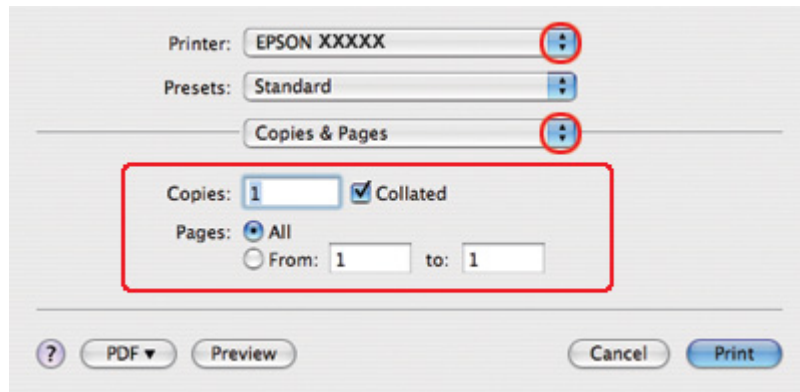 Printer: EPSON XXXXX
Presets: Standard
Copies & Pages
Copies: 1 Collated
Pages: All
From: 1 to: 1
? PDF ▼ Preview Cancel Print